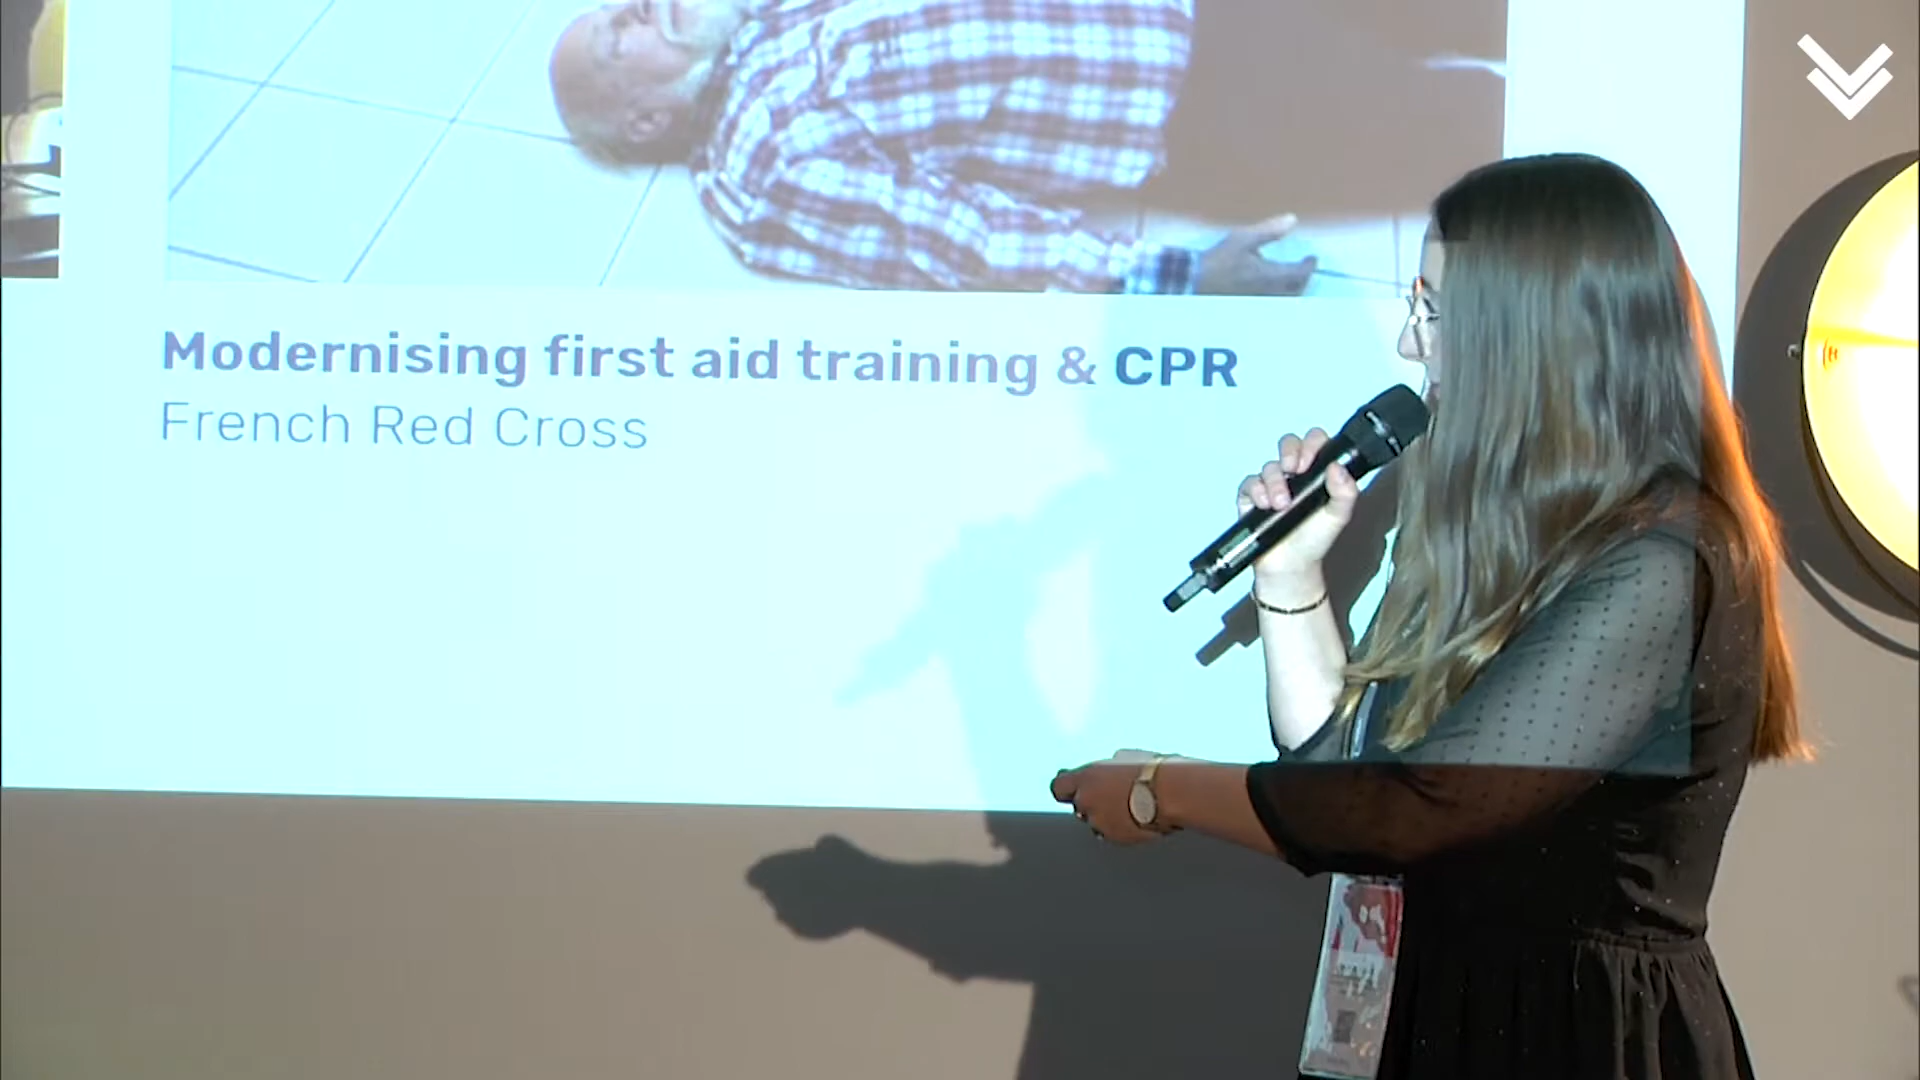 Modernising first aid training & CPR
French Red Cross